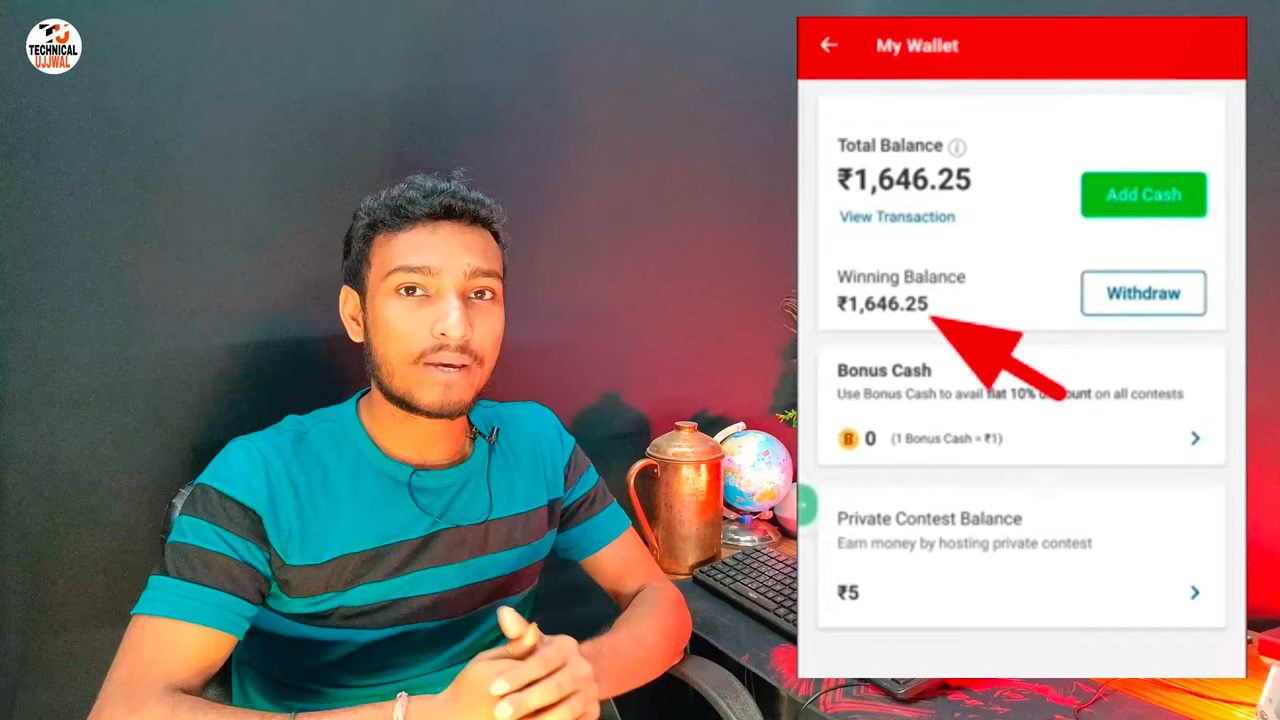 TU
TECHNICAL
UJJWAL
My Wallet
Total Balance
₹1,646.25
Add Cash
View Transaction
Winning Balance
₹1,646.25
Withdraw
Bonus Cash
Use Bonus Cash to avail flat 10% on all contests
B 0 (1 Bonus Cash = ₹1)
Private Contest Balance
Earn money by hosting private contest
₹5